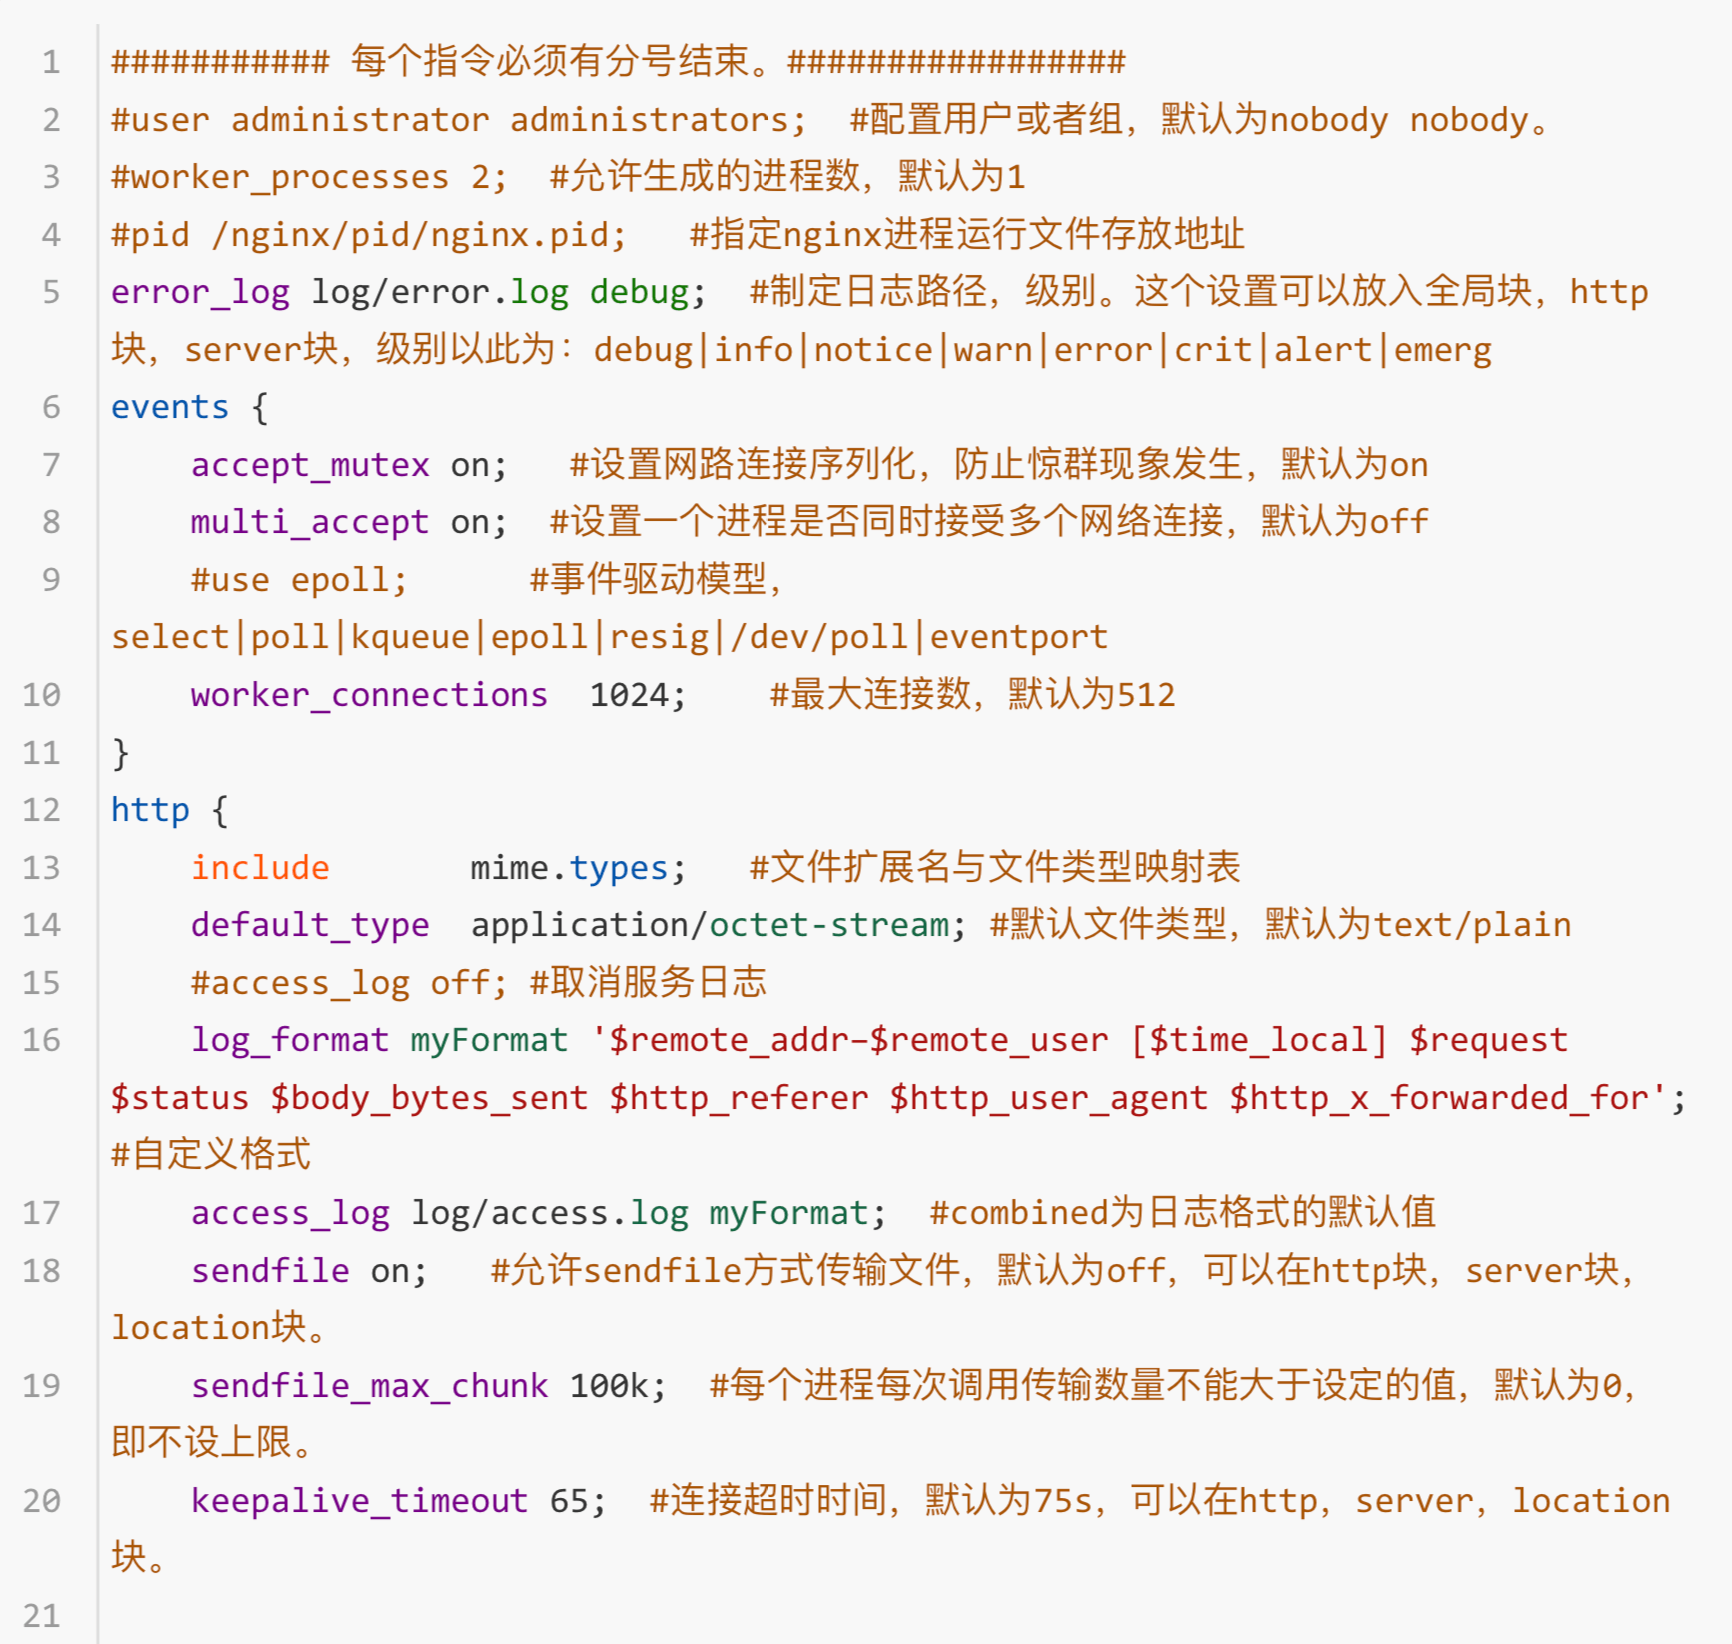 1 ########### 每个指令必须有分号结束。#################
2 #user administrator administrators;  #配置用户或者组，默认为nobody nobody。
3 #worker_processes 2;  #允许生成的进程数，默认为1
4 #pid /nginx/pid/nginx.pid;   #指定nginx进程运行文件存放地址
5 error_log log/error.log debug;  #制定日志路径，级别。这个设置可以放入全局块，http
块，server块，级别以此为：debug|info|notice|warn|error|crit|alert|emerg
6 events {
7     accept_mutex on;   #设置网路连接序列化，防止惊群现象发生，默认为on
8     multi_accept on;  #设置一个进程是否同时接受多个网络连接，默认为off
9     #use epoll;      #事件驱动模型，
select|poll|kqueue|epoll|resig|/dev/poll|eventport
10     worker_connections  1024;    #最大连接数，默认为512
11 }
12 http {
13     include       mime.types;   #文件扩展名与文件类型映射表
14     default_type  application/octet-stream; #默认文件类型，默认为text/plain
15     #access_log off; #取消服务日志
16     log_format myFormat '$remote_addr–$remote_user [$time_local] $request
$status $body_bytes_sent $http_referer $http_user_agent $http_x_forwarded_for';
#自定义格式
17     access_log log/access.log myFormat;  #combined为日志格式的默认值
18     sendfile on;   #允许sendfile方式传输文件，默认为off，可以在http块，server块，
location块。
19     sendfile_max_chunk 100k;  #每个进程每次调用传输数量不能大于设定的值，默认为0，
即不设上限。
20     keepalive_timeout 65;  #连接超时时间，默认为75s，可以在http，server，location
块。
21